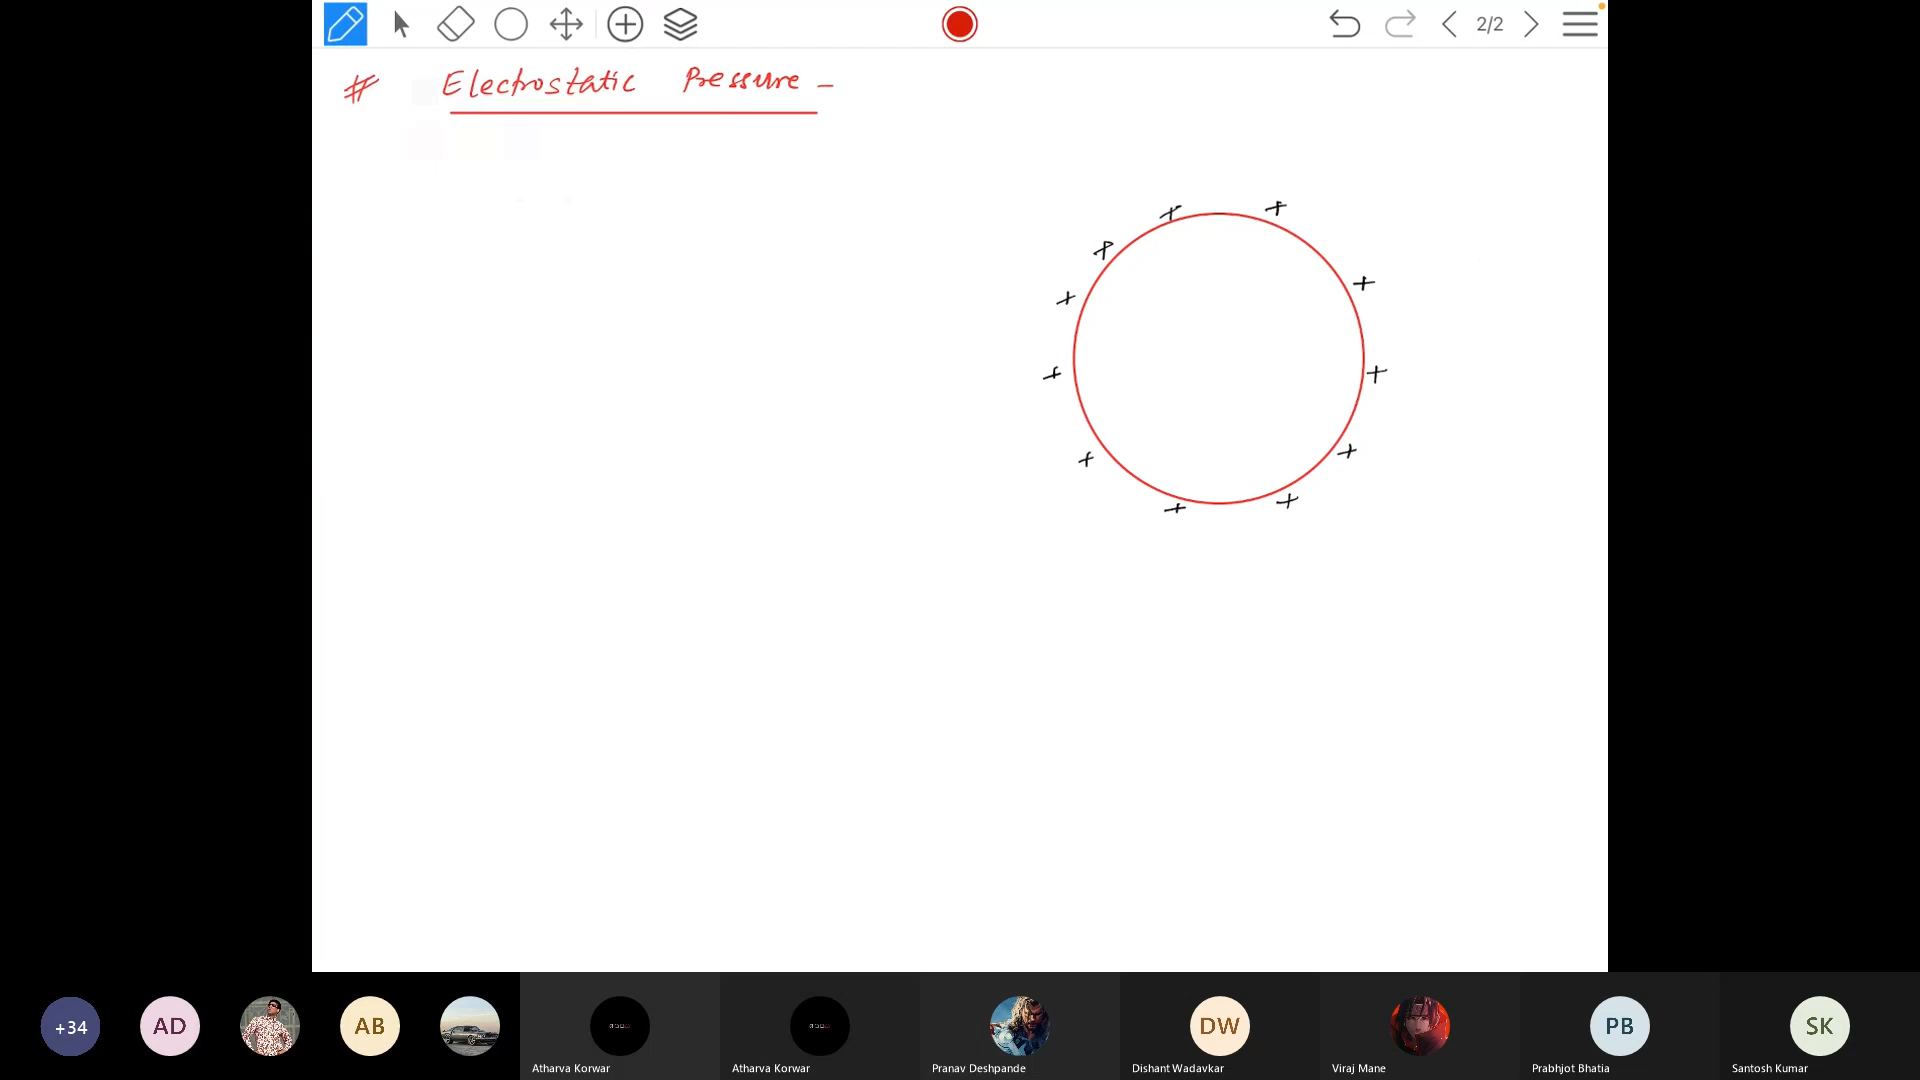 2/2
# Electrostatic Pressure -
+ +
+
+ +
+ +
+ +
+ +
+34 AD AB DW PB SK
Atharva Korwar Atharva Korwar Pranav Deshpande Dishant Wadavkar Viraj Mane Prabhjot Bhatia Santosh Kumar